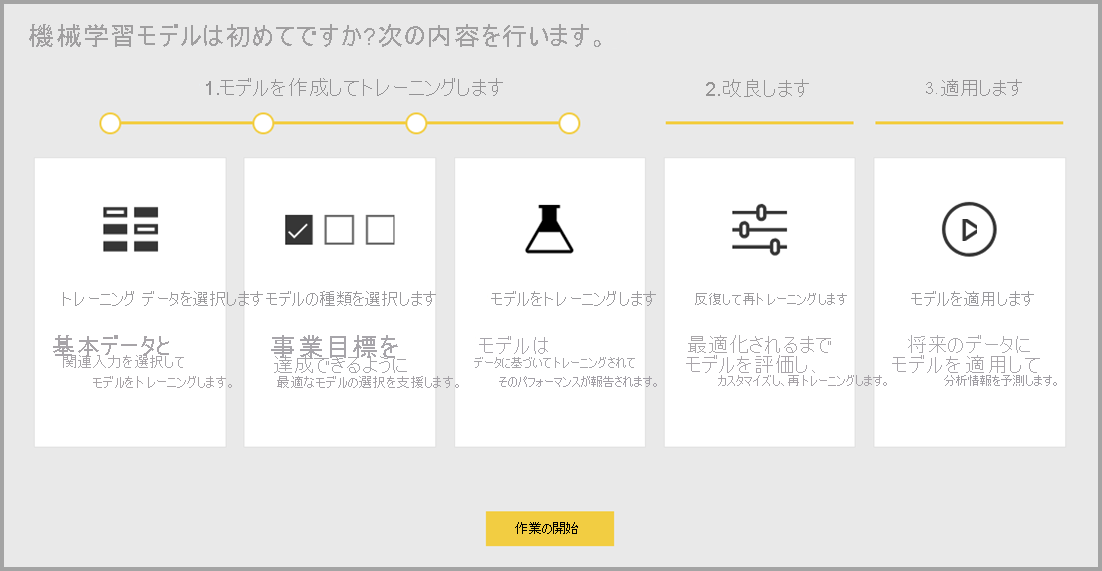 機械学習モデルは初めてですか?次の内容を行います。
1.モデルを作成してトレーニングします
2.改良します
3.適用します
トレーニング データを選択します
基本データと
関連入力を選択して
モデルをトレーニングします。
モデルの種類を選択します
事業目標を
達成できるように
最適なモデルの選択を支援します。
モデルをトレーニングします
モデルは
データに基づいてトレーニングされて
そのパフォーマンスが報告されます。
反復して再トレーニングします
最適化されるまで
モデルを評価し、
カスタマイズし、再トレーニングします。
モデルを適用します
将来のデータに
モデルを適用して
分析情報を予測します。
作業の開始